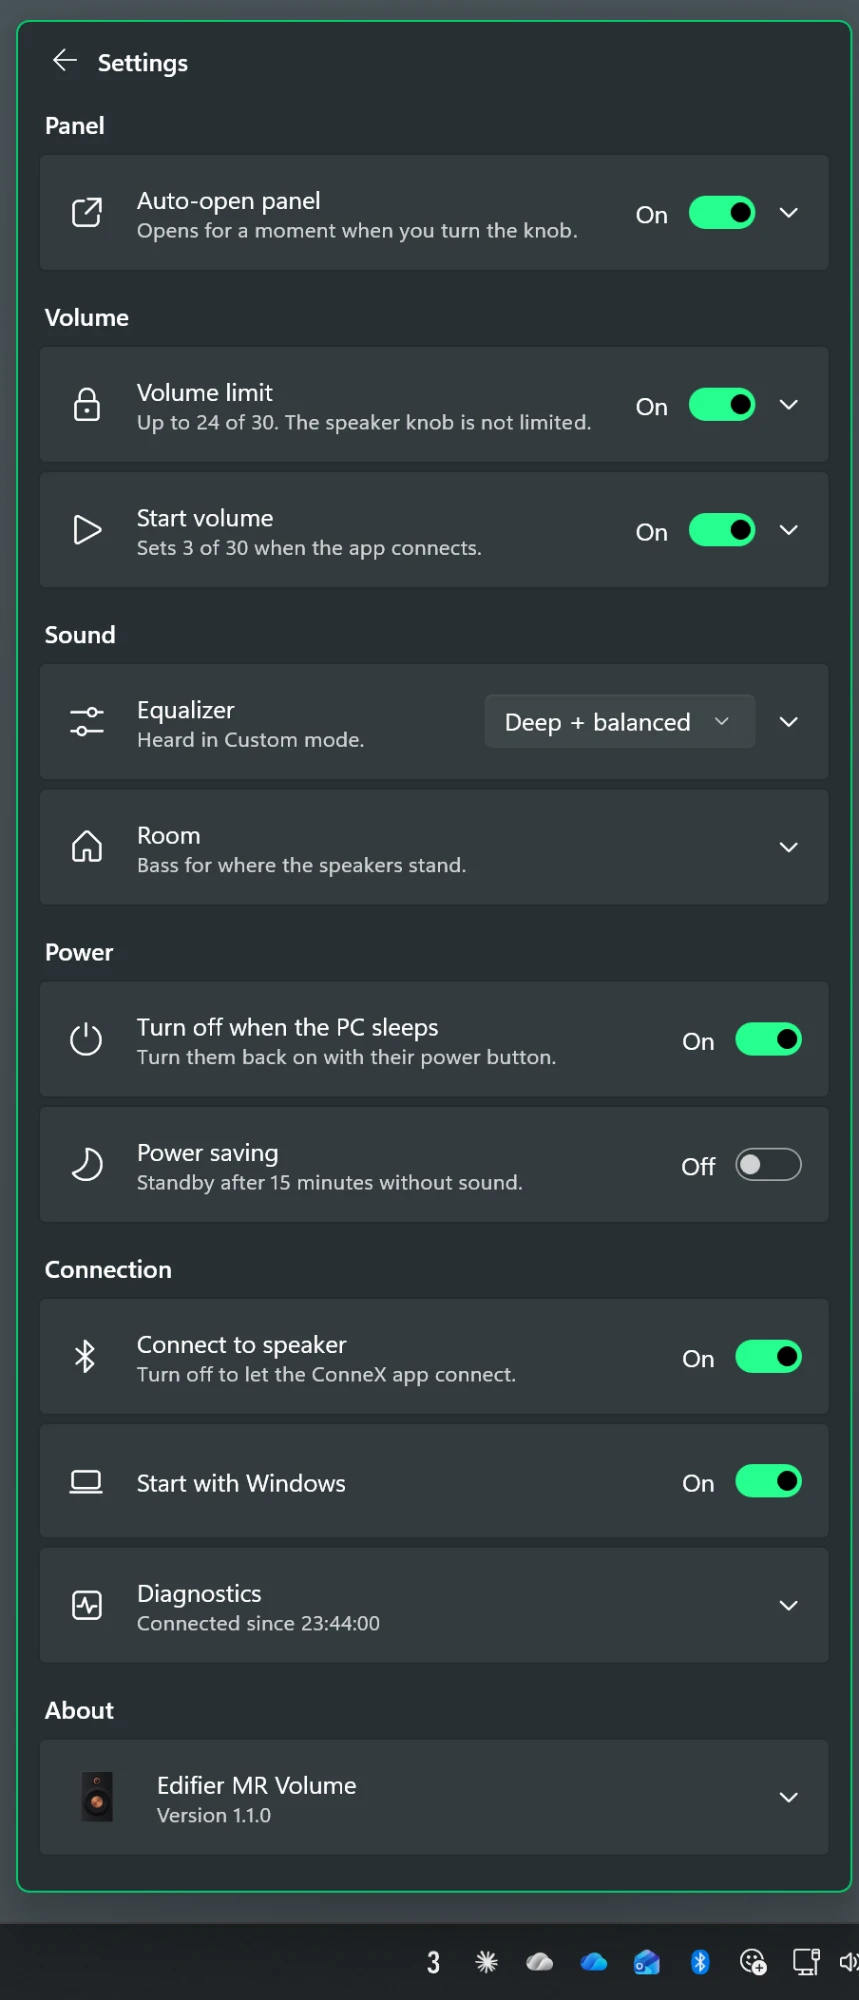 Settings
Panel
Auto-open panel
Opens for a moment when you turn the knob.
On
Volume
Volume limit
Up to 24 of 30. The speaker knob is not limited.
On
Start volume
Sets 3 of 30 when the app connects.
On
Sound
Equalizer
Heard in Custom mode.
Deep + balanced
Room
Bass for where the speakers stand.
Power
Turn off when the PC sleeps
Turn them back on with their power button.
On
Power saving
Standby after 15 minutes without sound.
Off
Connection
Connect to speaker
Turn off to let the ConneX app connect.
On
Start with Windows
On
Diagnostics
Connected since 23:44:00
About
Edifier MR Volume
Version 1.1.0
3